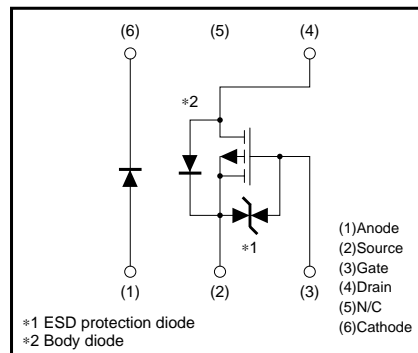 (6) (5) (4)
∗2
∗1
(1) (2) (3)
(1)Anode
(2)Source
(3)Gate
(4)Drain
(5)N/C
(6)Cathode
∗1 ESD protection diode
∗2 Body diode